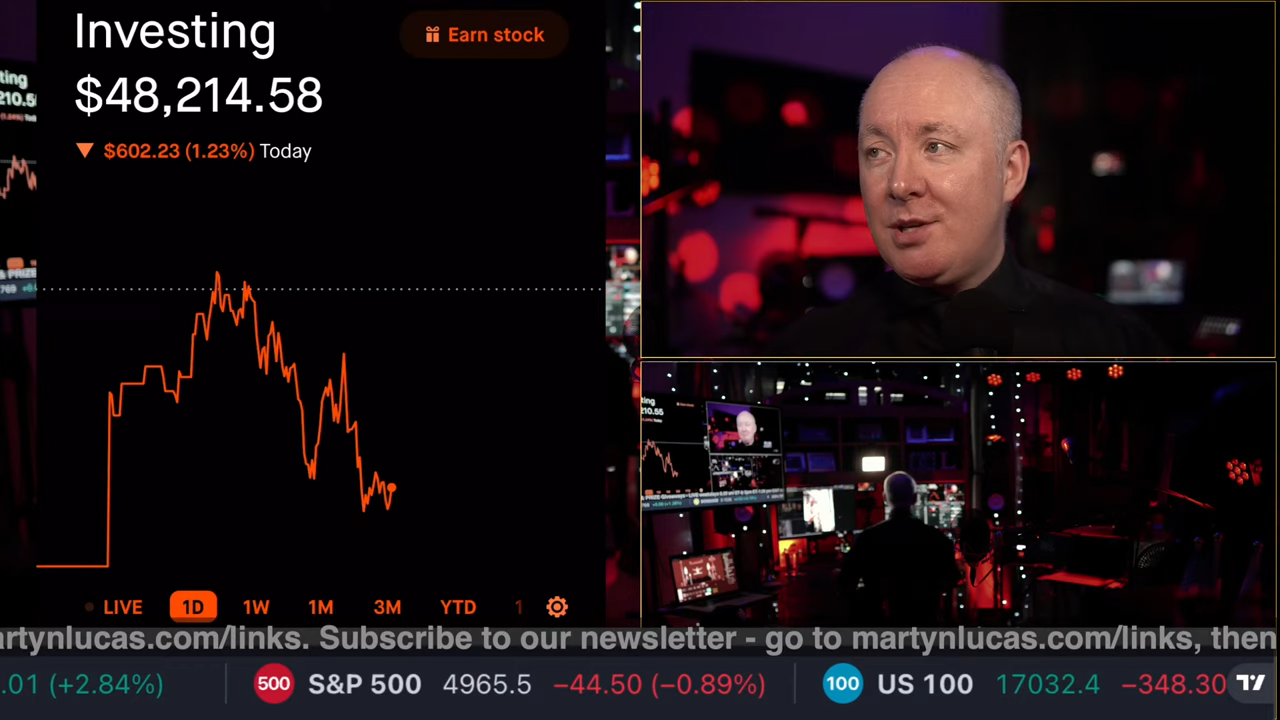 Investing
Earn stock
$48,214.58
▼ $602.23 (1.23%) Today
LIVE 1D 1W 1M 3M YTD 1
artynlucas.com/links. Subscribe to our newsletter - go to martynlucas.com/links, then
.01 (+2.84%) 500 S&P 500 4965.5 −44.50 (−0.89%) 100 US 100 17032.4 −348.30